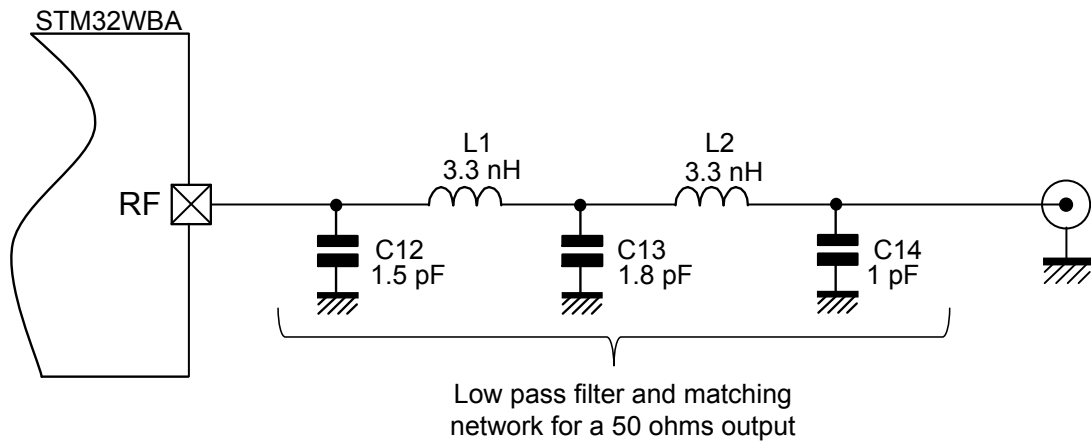 STM32WBA
RF
L1
3.3 nH
L2
3.3 nH
C12
1.5 pF
C13
1.8 pF
C14
1 pF
Low pass filter and matching
network for a 50 ohms output